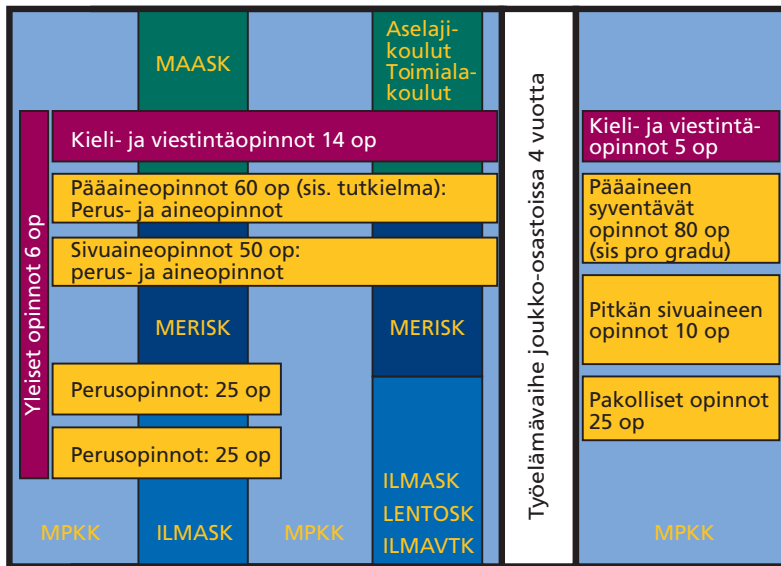 MAASK
Aselaji-
koulut
Toimiala-
koulut
Yleiset opinnot 6 op
Kieli- ja viestintäopinnot 14 op
Pääaineopinnot 60 op (sis. tutkielma):
Perus- ja aineopinnot
Sivuaineopinnot 50 op:
perus- ja aineopinnot
MERISK
MERISK
Perusopinnot: 25 op
Perusopinnot: 25 op
MPKK
ILMASK
MPKK
ILMASK
LENTOSK
ILMAVTK
Työelämävaihe joukko-osastoissa 4 vuotta
Kieli- ja viestintä-
opinnot 5 op
Pääaineen
syventävät
opinnot 80 op
(sis pro gradu)
Pitkän sivuaineen
opinnot 10 op
Pakolliset opinnot
25 op
MPKK